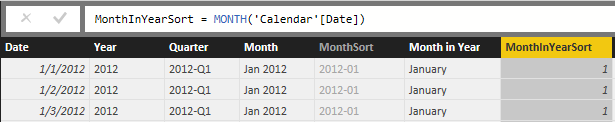 MonthInYearSort = MONTH('Calendar'[Date])
Date Year Quarter Month MonthSort Month in Year MonthInYearSort
1/1/2012 2012 2012-Q1 Jan 2012 2012-01 January 1
1/2/2012 2012 2012-Q1 Jan 2012 2012-01 January 1
1/3/2012 2012 2012-Q1 Jan 2012 2012-01 January 1